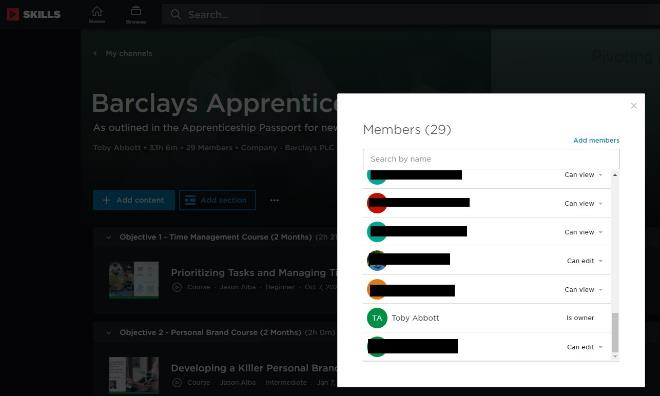 SKILLS
Home
Browse
Search...
My channels
Pivoting
Barclays Apprentice
As outlined in the Apprenticeship Passport for new
Toby Abbott • 33h 6m • 29 Members • Company - Barclays PLC
Add content
Add section
Objective 1 - Time Management Course (2 Months) (2h 21
Prioritizing Tasks and Managing Ti
Course · Jason Alba · Beginner · Oct 7, 202
Objective 2 - Personal Brand Course (2 Months) (2h 0m)
Developing a Killer Personal Brand
Course · Jason Alba · Intermediate · Jan 7,
Members (29)
Add members
Search by name
Can view
Can view
Can view
Can edit
Can view
TA Toby Abbott Is owner
Can edit